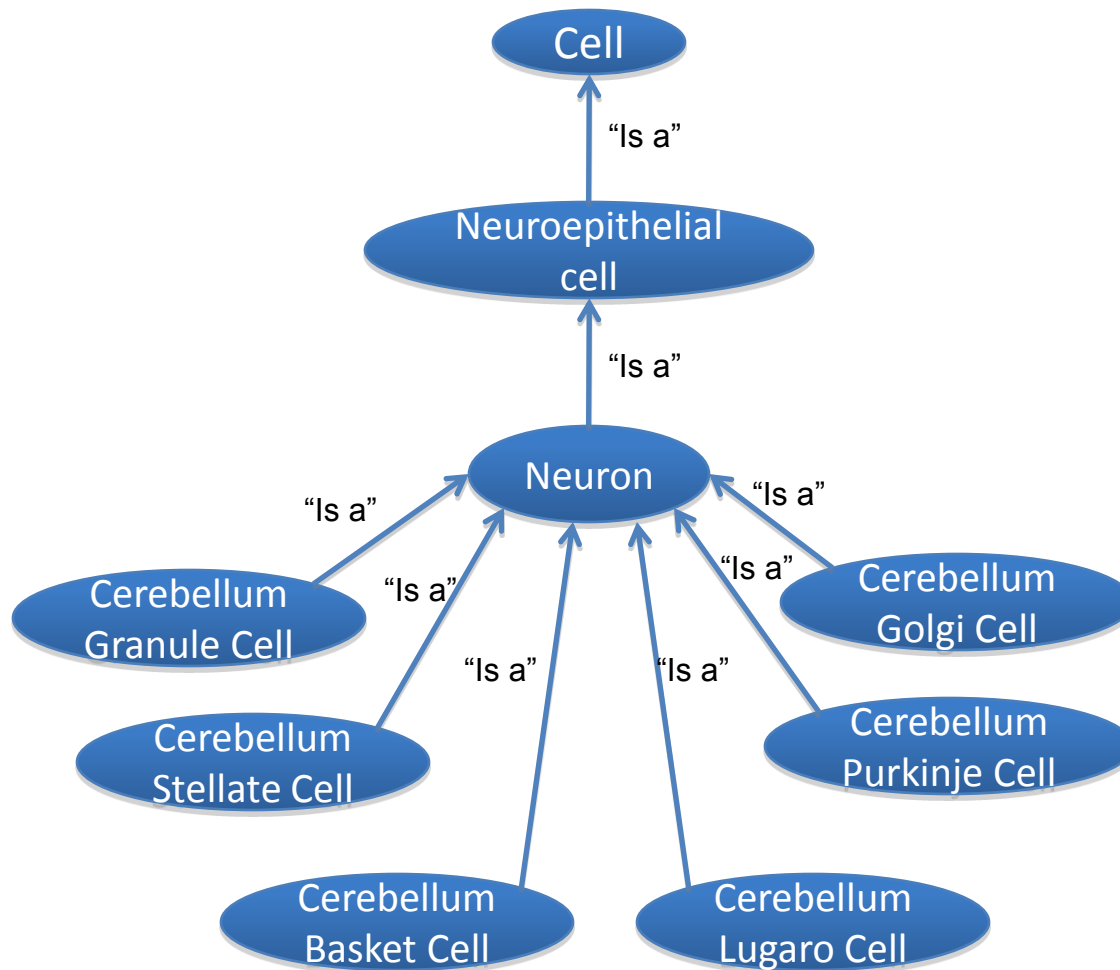 Cell
“Is a”
Neuroepithelial
cell
“Is a”
Neuron
“Is a”
“Is a”
Cerebellum
Granule Cell
“Is a”
“Is a”
Cerebellum
Golgi Cell
“Is a”
“Is a”
Cerebellum
Stellate Cell
Cerebellum
Purkinje Cell
Cerebellum
Basket Cell
Cerebellum
Lugaro Cell